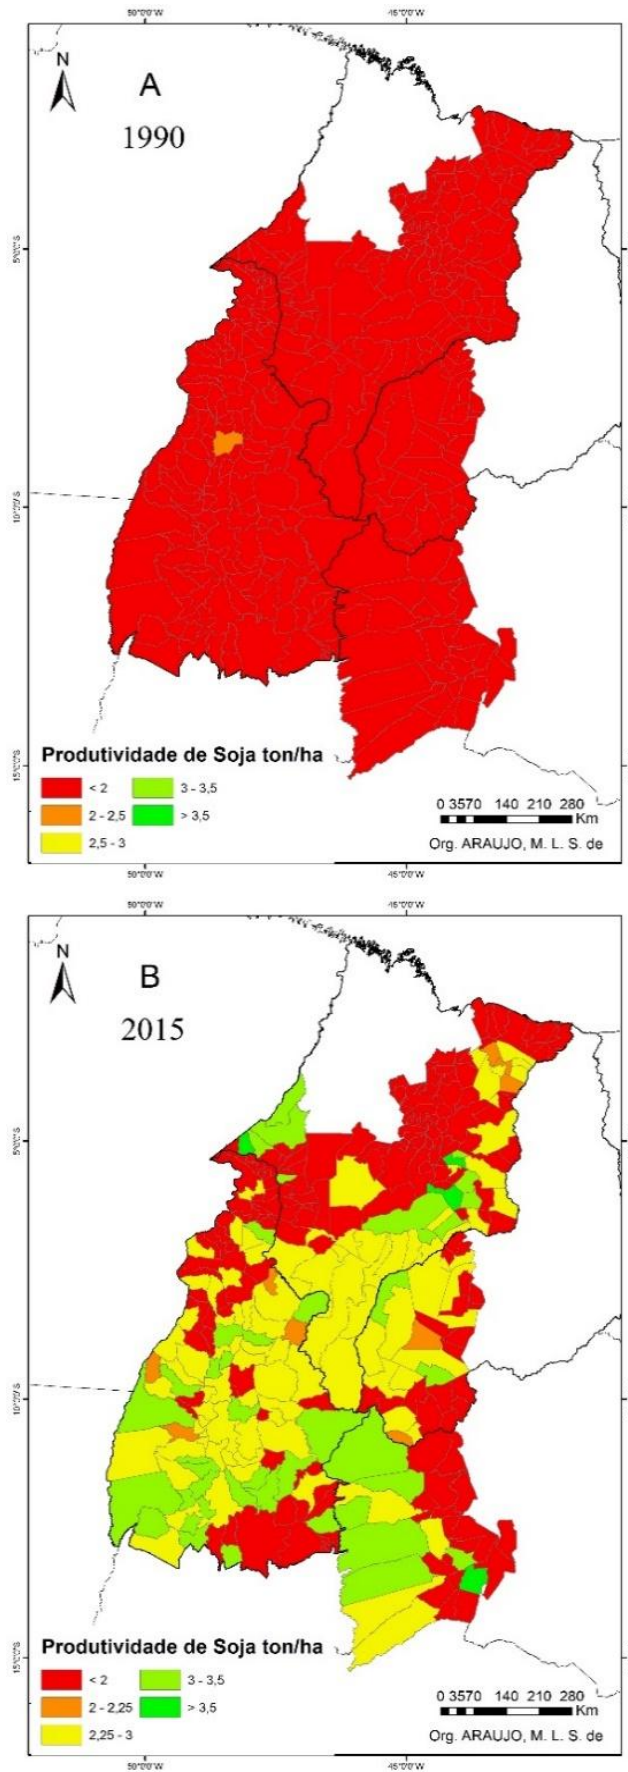 50°0'0"W 45°0'0"W
N
A
1990
5°0'0"S
10°0'0"S
15°0'0"S
Produtividade de Soja ton/ha
< 2 3 - 3,5
2 - 2,5 > 3,5
2,5 - 3
0 3570 140 210 280
Km
Org. ARAUJO, M. L. S. de
50°0'0"W 45°0'0"W
50°0'0"W 45°0'0"W
N
B
2015
5°0'0"S
10°0'0"S
15°0'0"S
Produtividade de Soja ton/ha
< 2 3 - 3,5
2 - 2,25 > 3,5
2,25 - 3
0 3570 140 210 280
Km
Org. ARAUJO, M. L. S. de
50°0'0"W 45°0'0"W